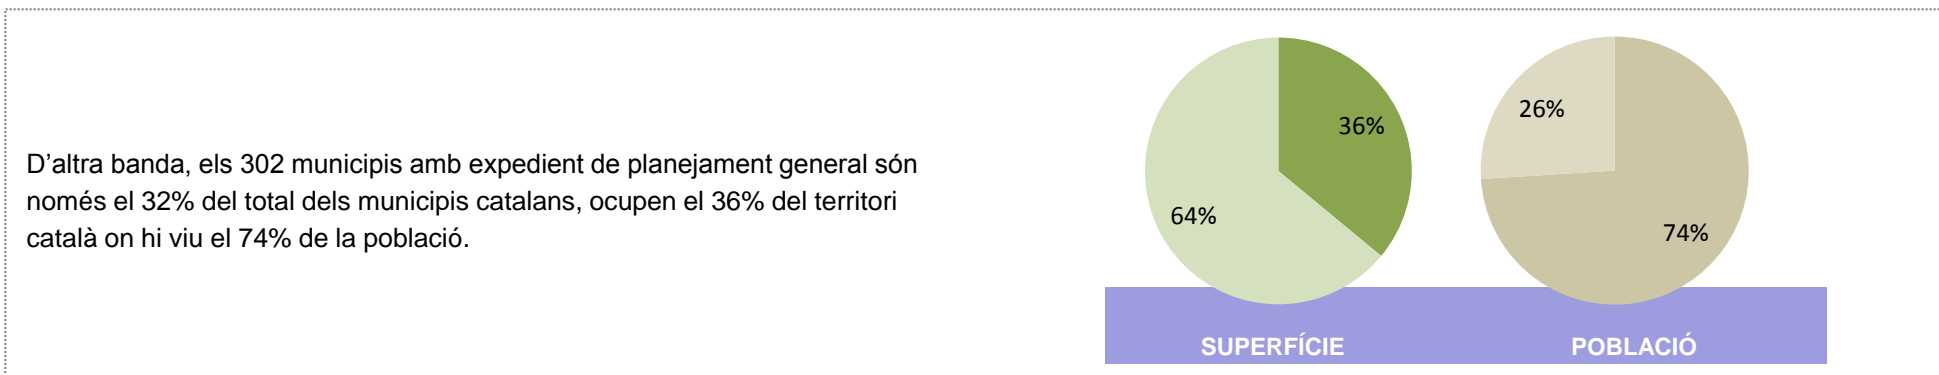 D’altra banda, els 302 municipis amb expedient de planejament general són
només el 32% del total dels municipis catalans, ocupen el 36% del territori
català on hi viu el 74% de la població.
36%
64%
SUPERFÍCIE
26%
74%
POBLACIÓ